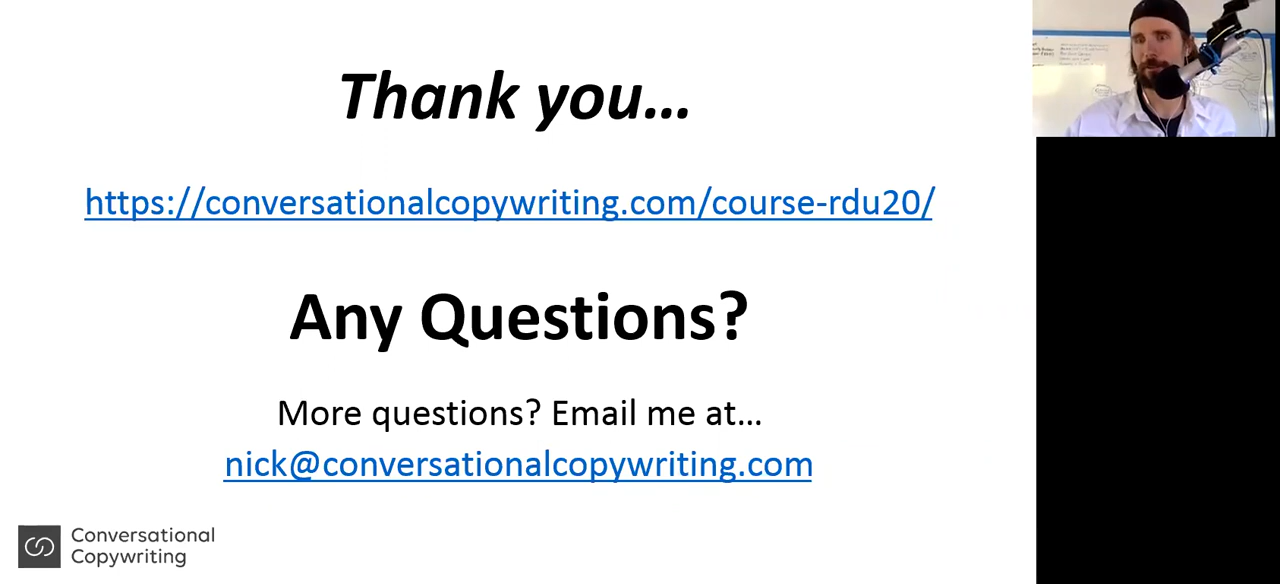 Thank you...
https://conversationalcopywriting.com/course-rdu20/
Any Questions?
More questions? Email me at...
nick@conversationalcopywriting.com
Conversational
Copywriting